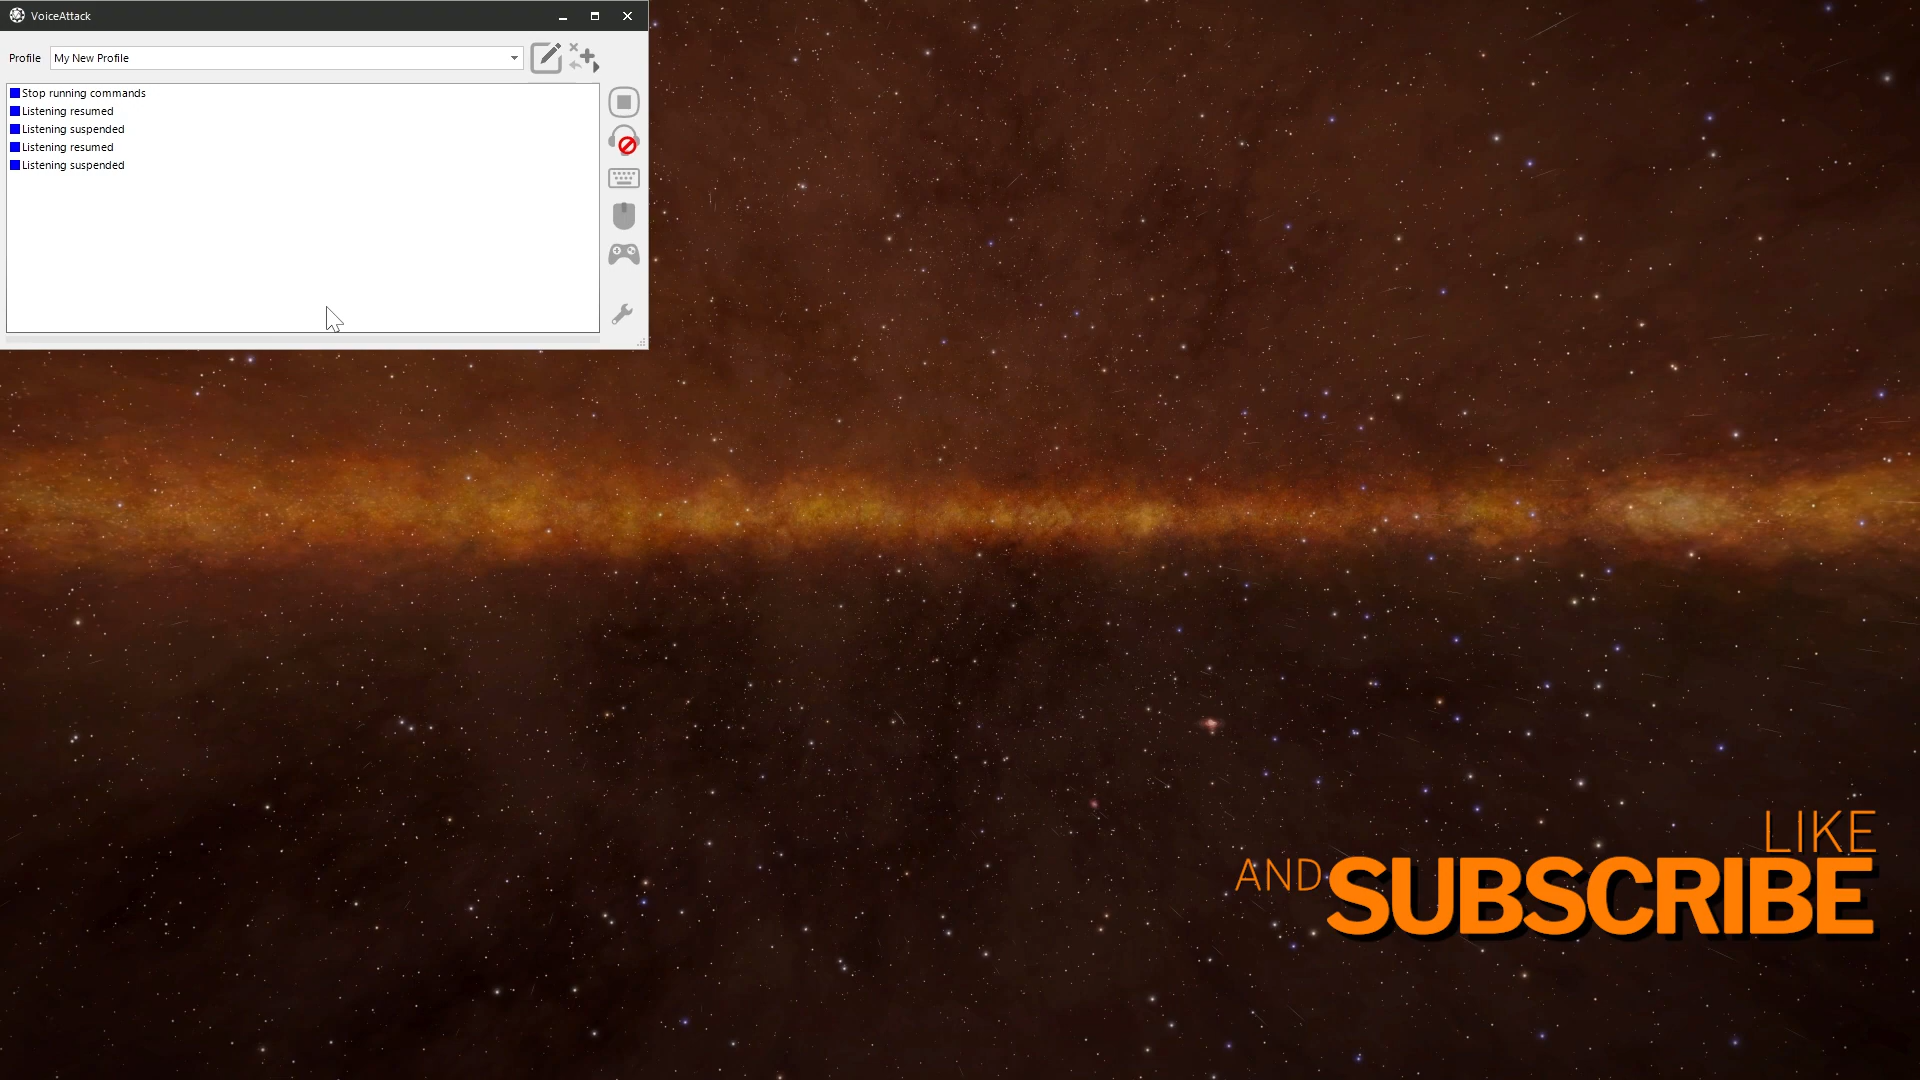 VoiceAttack
Profile
My New Profile
Stop running commands
Listening resumed
Listening suspended
Listening resumed
Listening suspended
LIKE
AND SUBSCRIBE